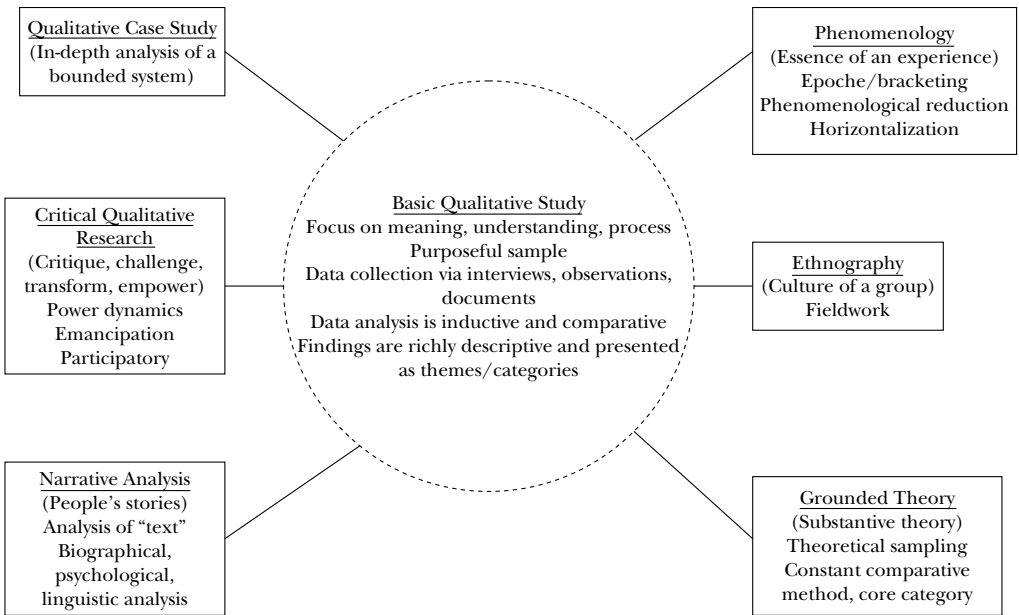 Qualitative Case Study
(In-depth analysis of a
bounded system)
Phenomenology
(Essence of an experience)
Epoche/bracketing
Phenomenological reduction
Horizontalization
Critical Qualitative
Research
(Critique, challenge,
transform, empower)
Power dynamics
Emancipation
Participatory
Basic Qualitative Study
Focus on meaning, understanding, process
Purposeful sample
Data collection via interviews, observations,
documents
Data analysis is inductive and comparative
Findings are richly descriptive and presented
as themes/categories
Ethnography
(Culture of a group)
Fieldwork
Narrative Analysis
(People’s stories)
Analysis of “text”
Biographical,
psychological,
linguistic analysis
Grounded Theory
(Substantive theory)
Theoretical sampling
Constant comparative
method, core category